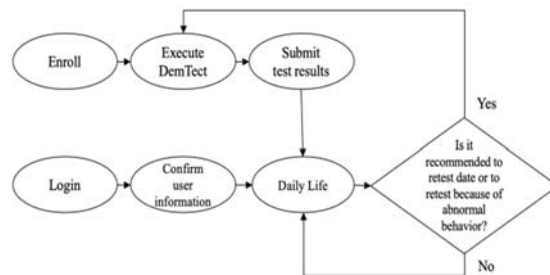 Enroll
Execute
DemTect
Submit
test results
Yes
Login
Confirm
user
information
Daily Life
Is it
recommended to
retest date or to
retest because of
abnormal
behavior?
No